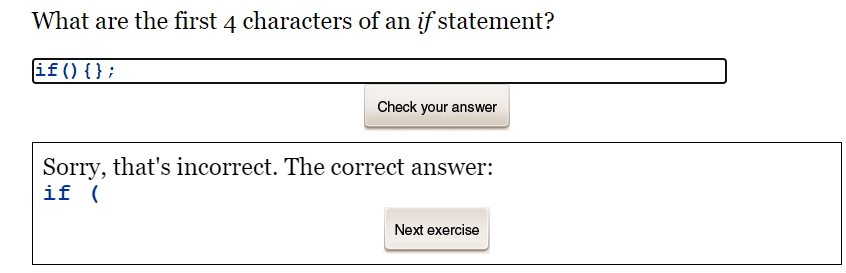 What are the first 4 characters of an if statement?
if(){};
Check your answer
Sorry, that's incorrect. The correct answer:
if (
Next exercise